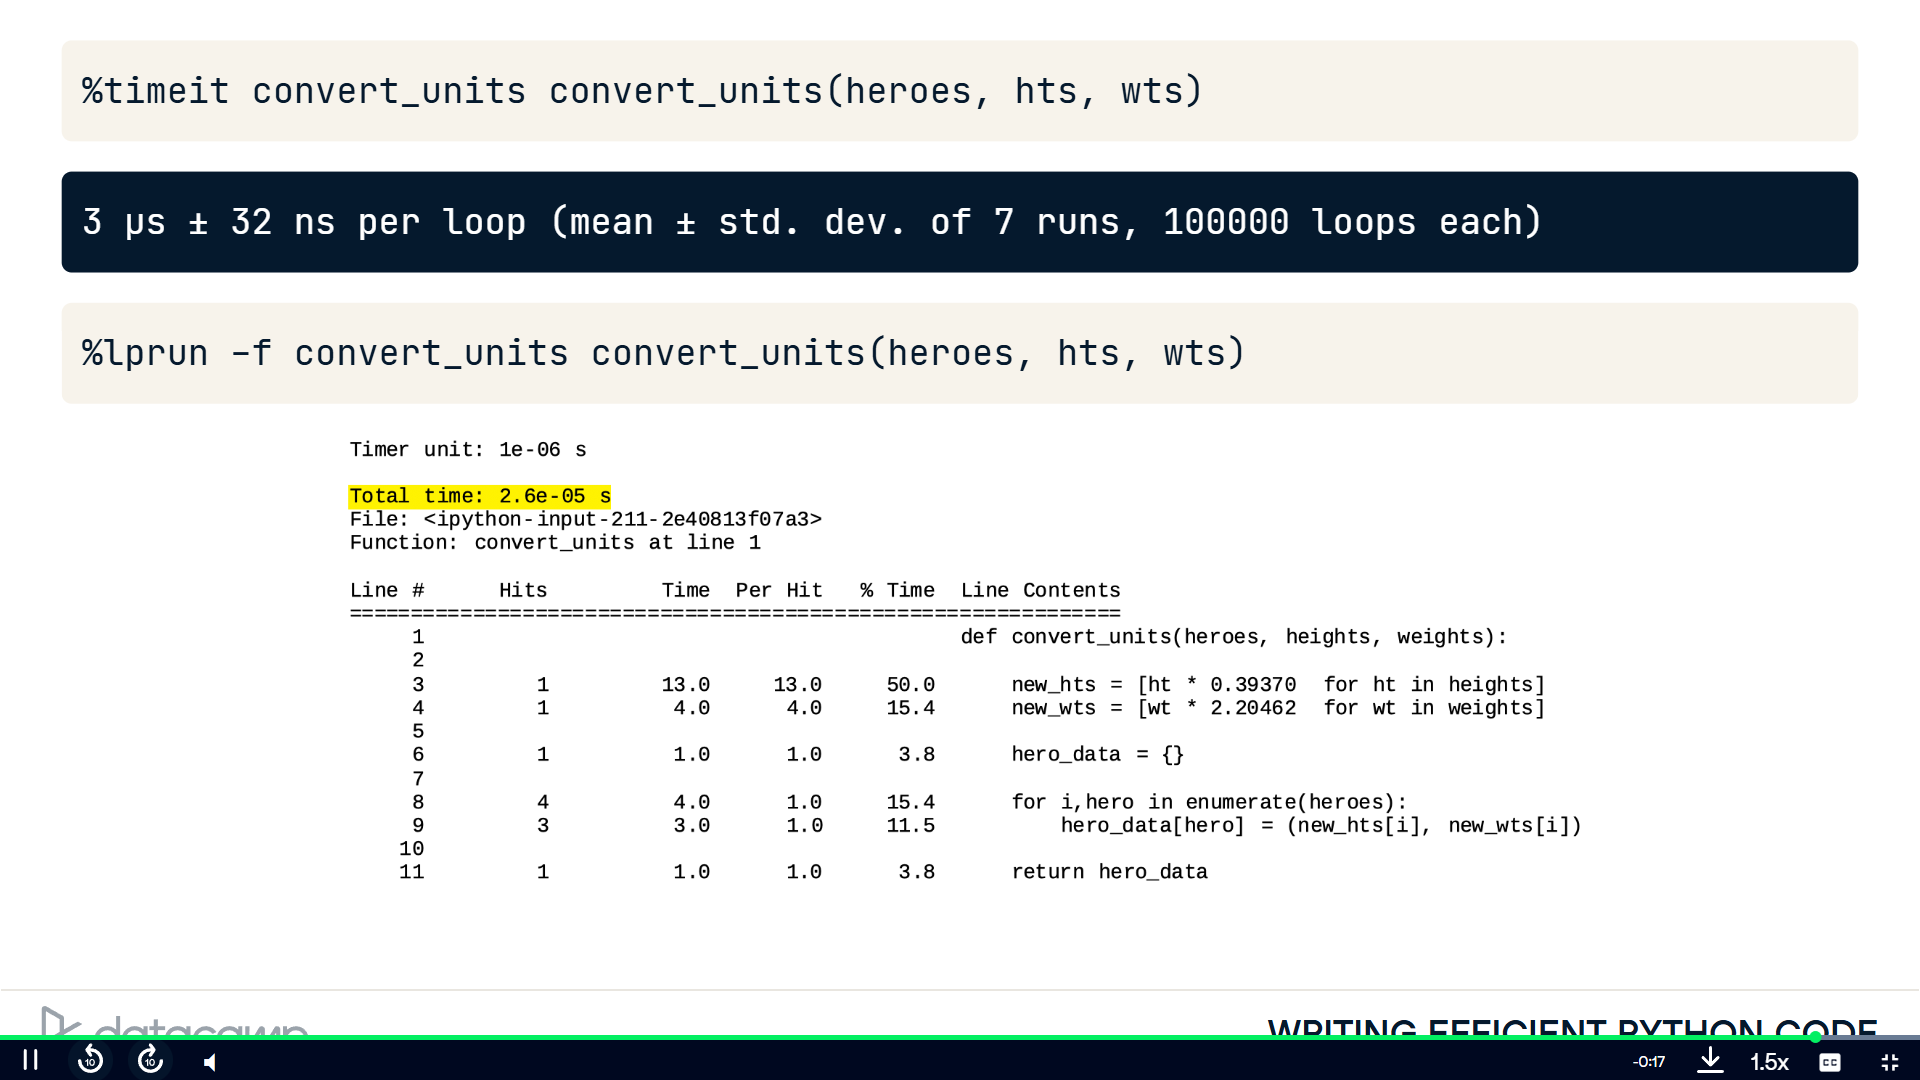 %timeit convert_units convert_units(heroes, hts, wts)
3 μs ± 32 ns per loop (mean ± std. dev. of 7 runs, 100000 loops each)
%lprun -f convert_units convert_units(heroes, hts, wts)
Timer unit: 1e-06 s
Total time: 2.6e-05 s
File: <ipython-input-211-2e40813f07a3>
Function: convert_units at line 1
Line # Hits Time Per Hit % Time Line Contents
==============================================================
1 def convert_units(heroes, heights, weights):
2
3 1 13.0 13.0 50.0 new_hts = [ht * 0.39370 for ht in heights]
4 1 4.0 4.0 15.4 new_wts = [wt * 2.20462 for wt in weights]
5
6 1 1.0 1.0 3.8 hero_data = {}
7
8 4 4.0 1.0 15.4 for i,hero in enumerate(heroes):
9 3 3.0 1.0 11.5 hero_data[hero] = (new_hts[i], new_wts[i])
10
11 1 1.0 1.0 3.8 return hero_data
datacamp WRITING EFFICIENT PYTHON CODE
10 10 -0:17 1.5x CC